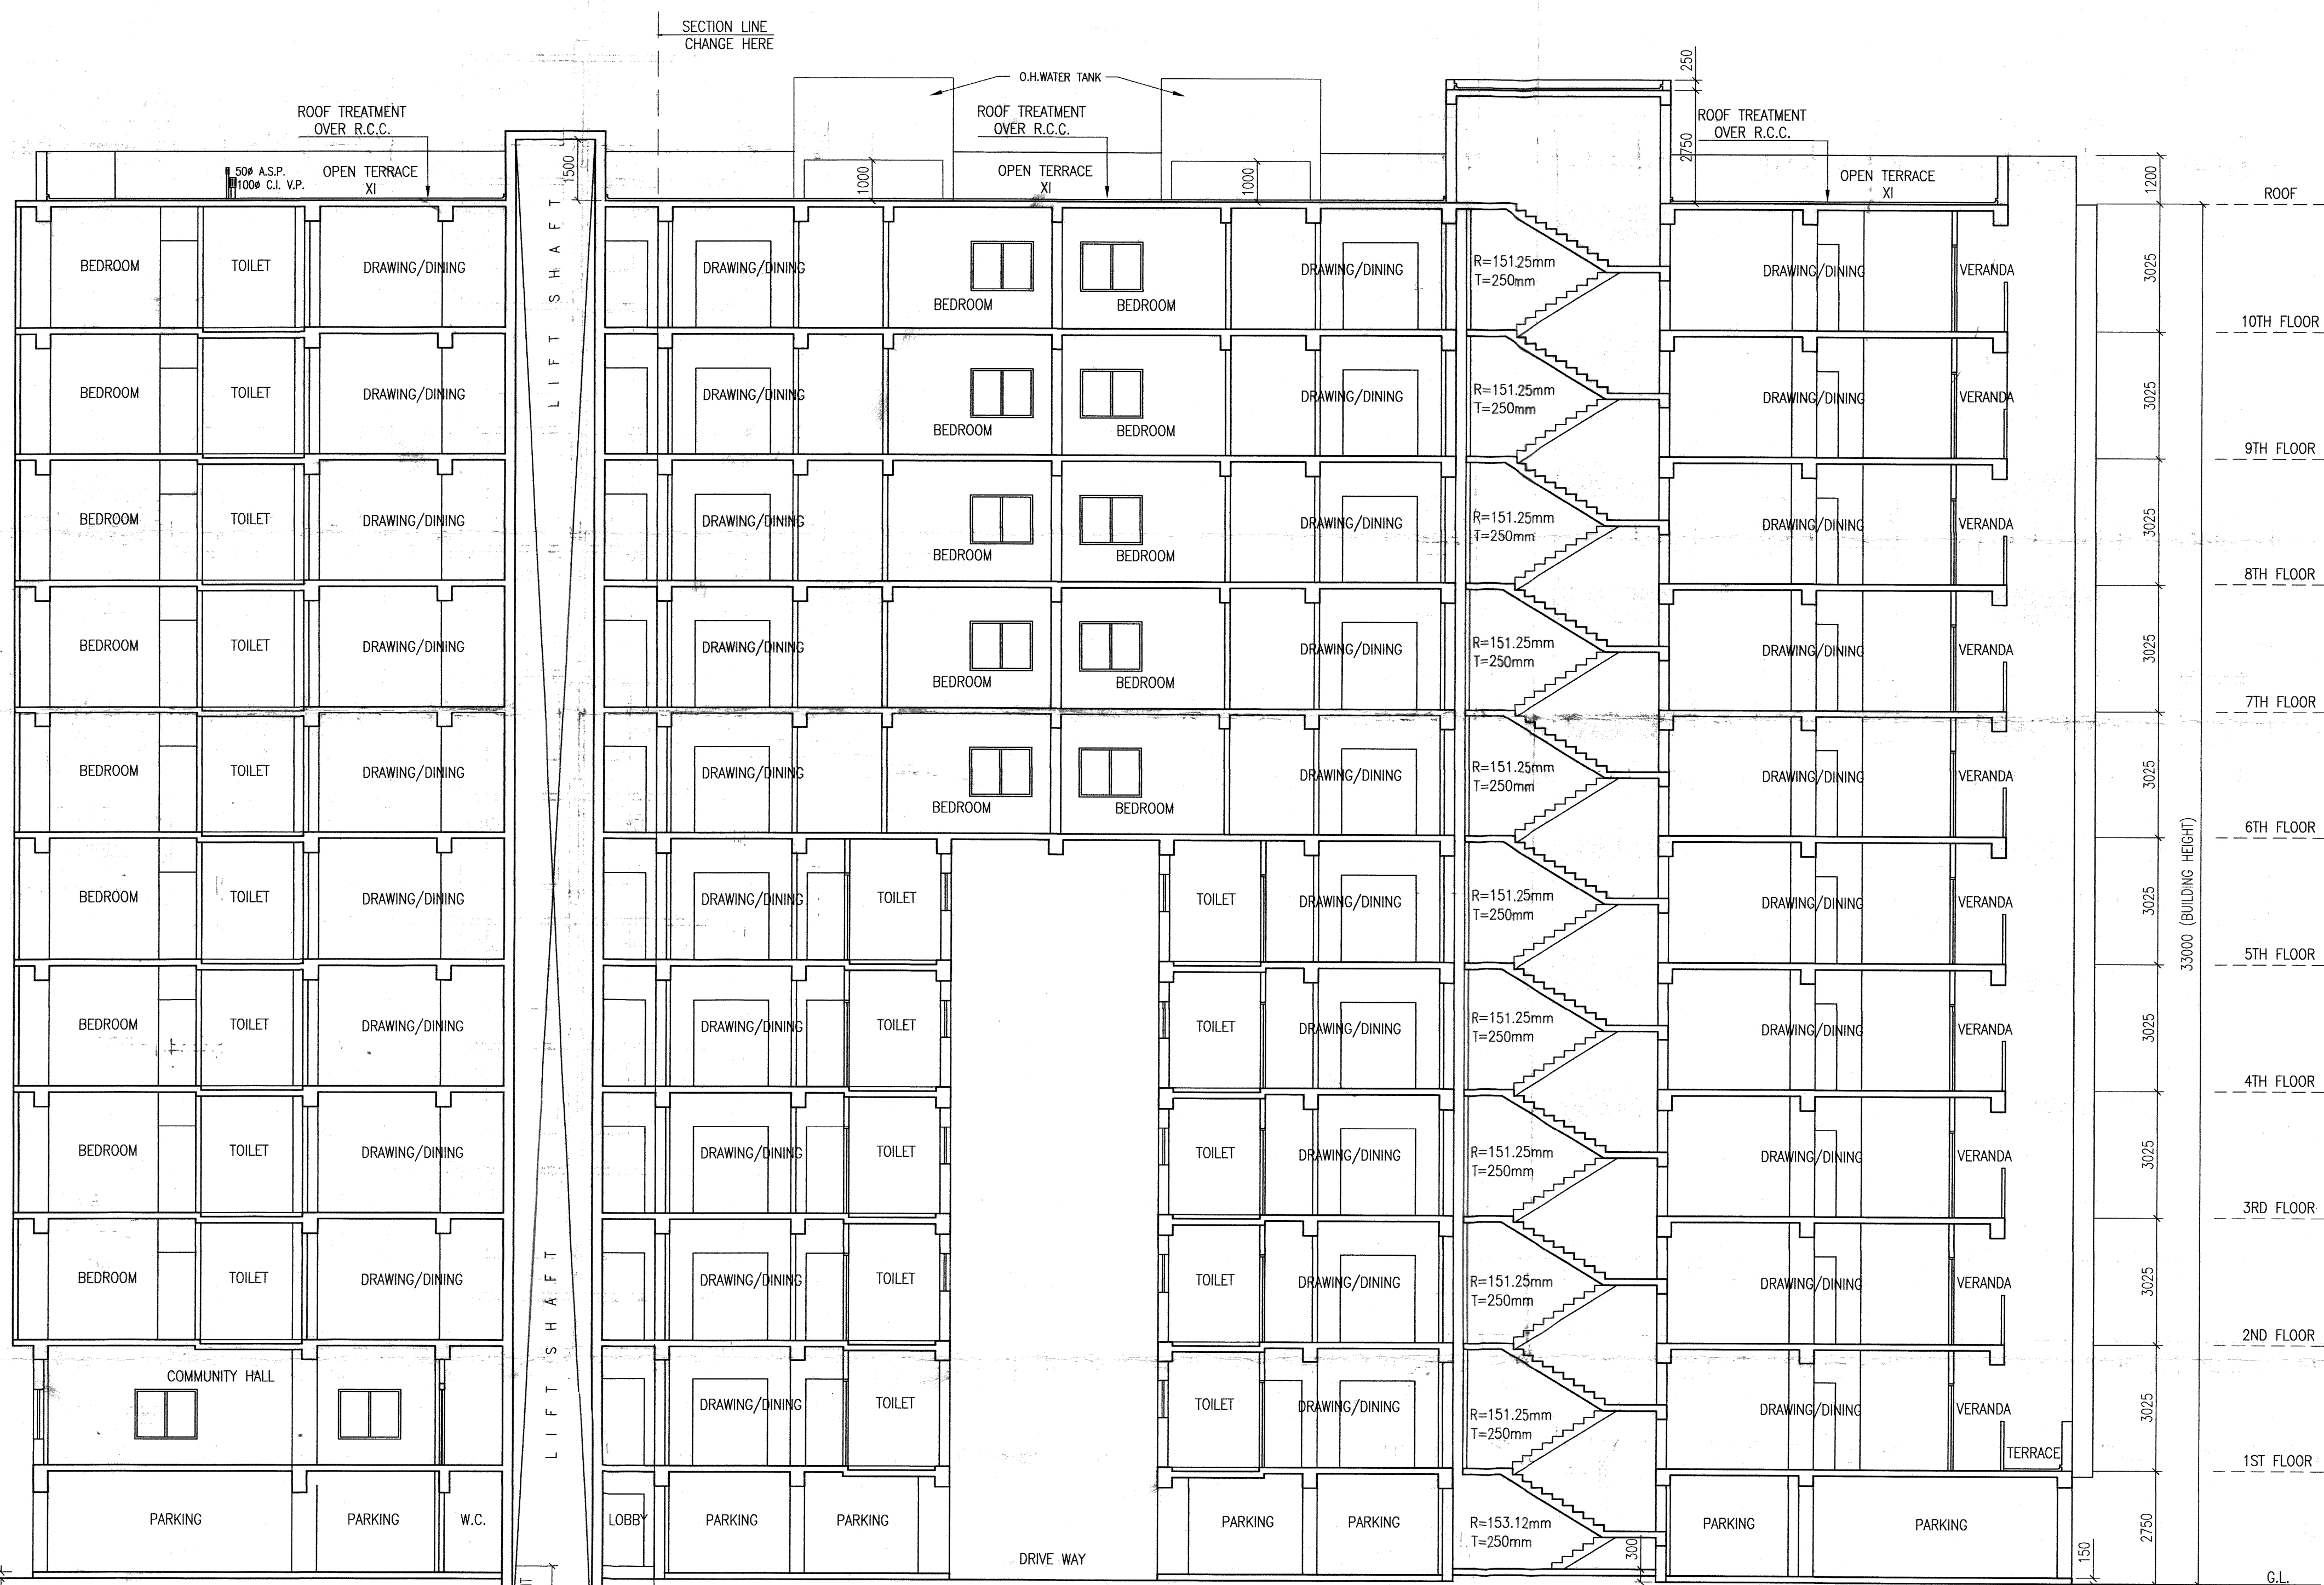 SECTION LINE
CHANGE HERE
O.H.WATER TANK
250
ROOF TREATMENT
OVER R.C.C.
ROOF TREATMENT
OVER R.C.C.
ROOF TREATMENT
OVER R.C.C.
2750
50ø A.S.P.
100ø C.I. V.P.
OPEN TERRACE
XI
1500
1000
OPEN TERRACE
XI
1000
OPEN TERRACE
XI
1200
ROOF
LIFT SHAFT
BEDROOM TOILET DRAWING/DINING DRAWING/DINING BEDROOM BEDROOM DRAWING/DINING
R=151.25mm
T=250mm
DRAWING/DINING VERANDA 3025
10TH FLOOR
BEDROOM TOILET DRAWING/DINING DRAWING/DINING BEDROOM BEDROOM DRAWING/DINING
R=151.25mm
T=250mm
DRAWING/DINING VERANDA 3025
9TH FLOOR
BEDROOM TOILET DRAWING/DINING DRAWING/DINING BEDROOM BEDROOM DRAWING/DINING
R=151.25mm
T=250mm
DRAWING/DINING VERANDA 3025
8TH FLOOR
BEDROOM TOILET DRAWING/DINING DRAWING/DINING BEDROOM BEDROOM DRAWING/DINING
R=151.25mm
T=250mm
DRAWING/DINING VERANDA 3025
7TH FLOOR
BEDROOM TOILET DRAWING/DINING DRAWING/DINING BEDROOM BEDROOM DRAWING/DINING
R=151.25mm
T=250mm
DRAWING/DINING VERANDA 3025
6TH FLOOR
33000 (BUILDING HEIGHT)
BEDROOM TOILET DRAWING/DINING DRAWING/DINING TOILET TOILET DRAWING/DINING
R=151.25mm
T=250mm
DRAWING/DINING VERANDA 3025
5TH FLOOR
BEDROOM TOILET DRAWING/DINING DRAWING/DINING TOILET TOILET DRAWING/DINING
R=151.25mm
T=250mm
DRAWING/DINING VERANDA 3025
4TH FLOOR
BEDROOM TOILET DRAWING/DINING DRAWING/DINING TOILET TOILET DRAWING/DINING
R=151.25mm
T=250mm
DRAWING/DINING VERANDA 3025
3RD FLOOR
BEDROOM TOILET DRAWING/DINING DRAWING/DINING TOILET TOILET DRAWING/DINING
R=151.25mm
T=250mm
DRAWING/DINING VERANDA 3025
2ND FLOOR
LIFT SHAFT
COMMUNITY HALL DRAWING/DINING TOILET TOILET DRAWING/DINING
R=151.25mm
T=250mm
DRAWING/DINING VERANDA 3025
TERRACE
1ST FLOOR
PARKING PARKING W.C. LOBBY PARKING PARKING PARKING PARKING
R=153.12mm
T=250mm
PARKING PARKING 2750
DRIVE WAY
300
150
G.L.